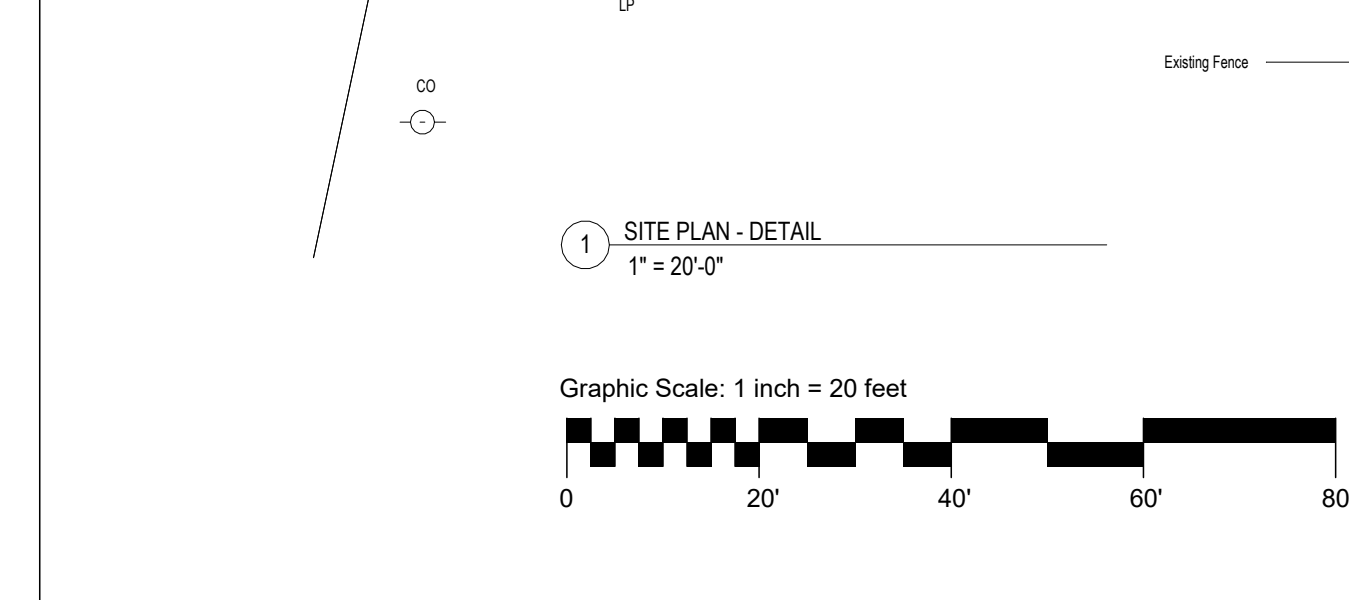 LP
Existing Fence
CO
1
SITE PLAN - DETAIL
1" = 20'-0"
Graphic Scale: 1 inch = 20 feet
0 20' 40' 60' 80